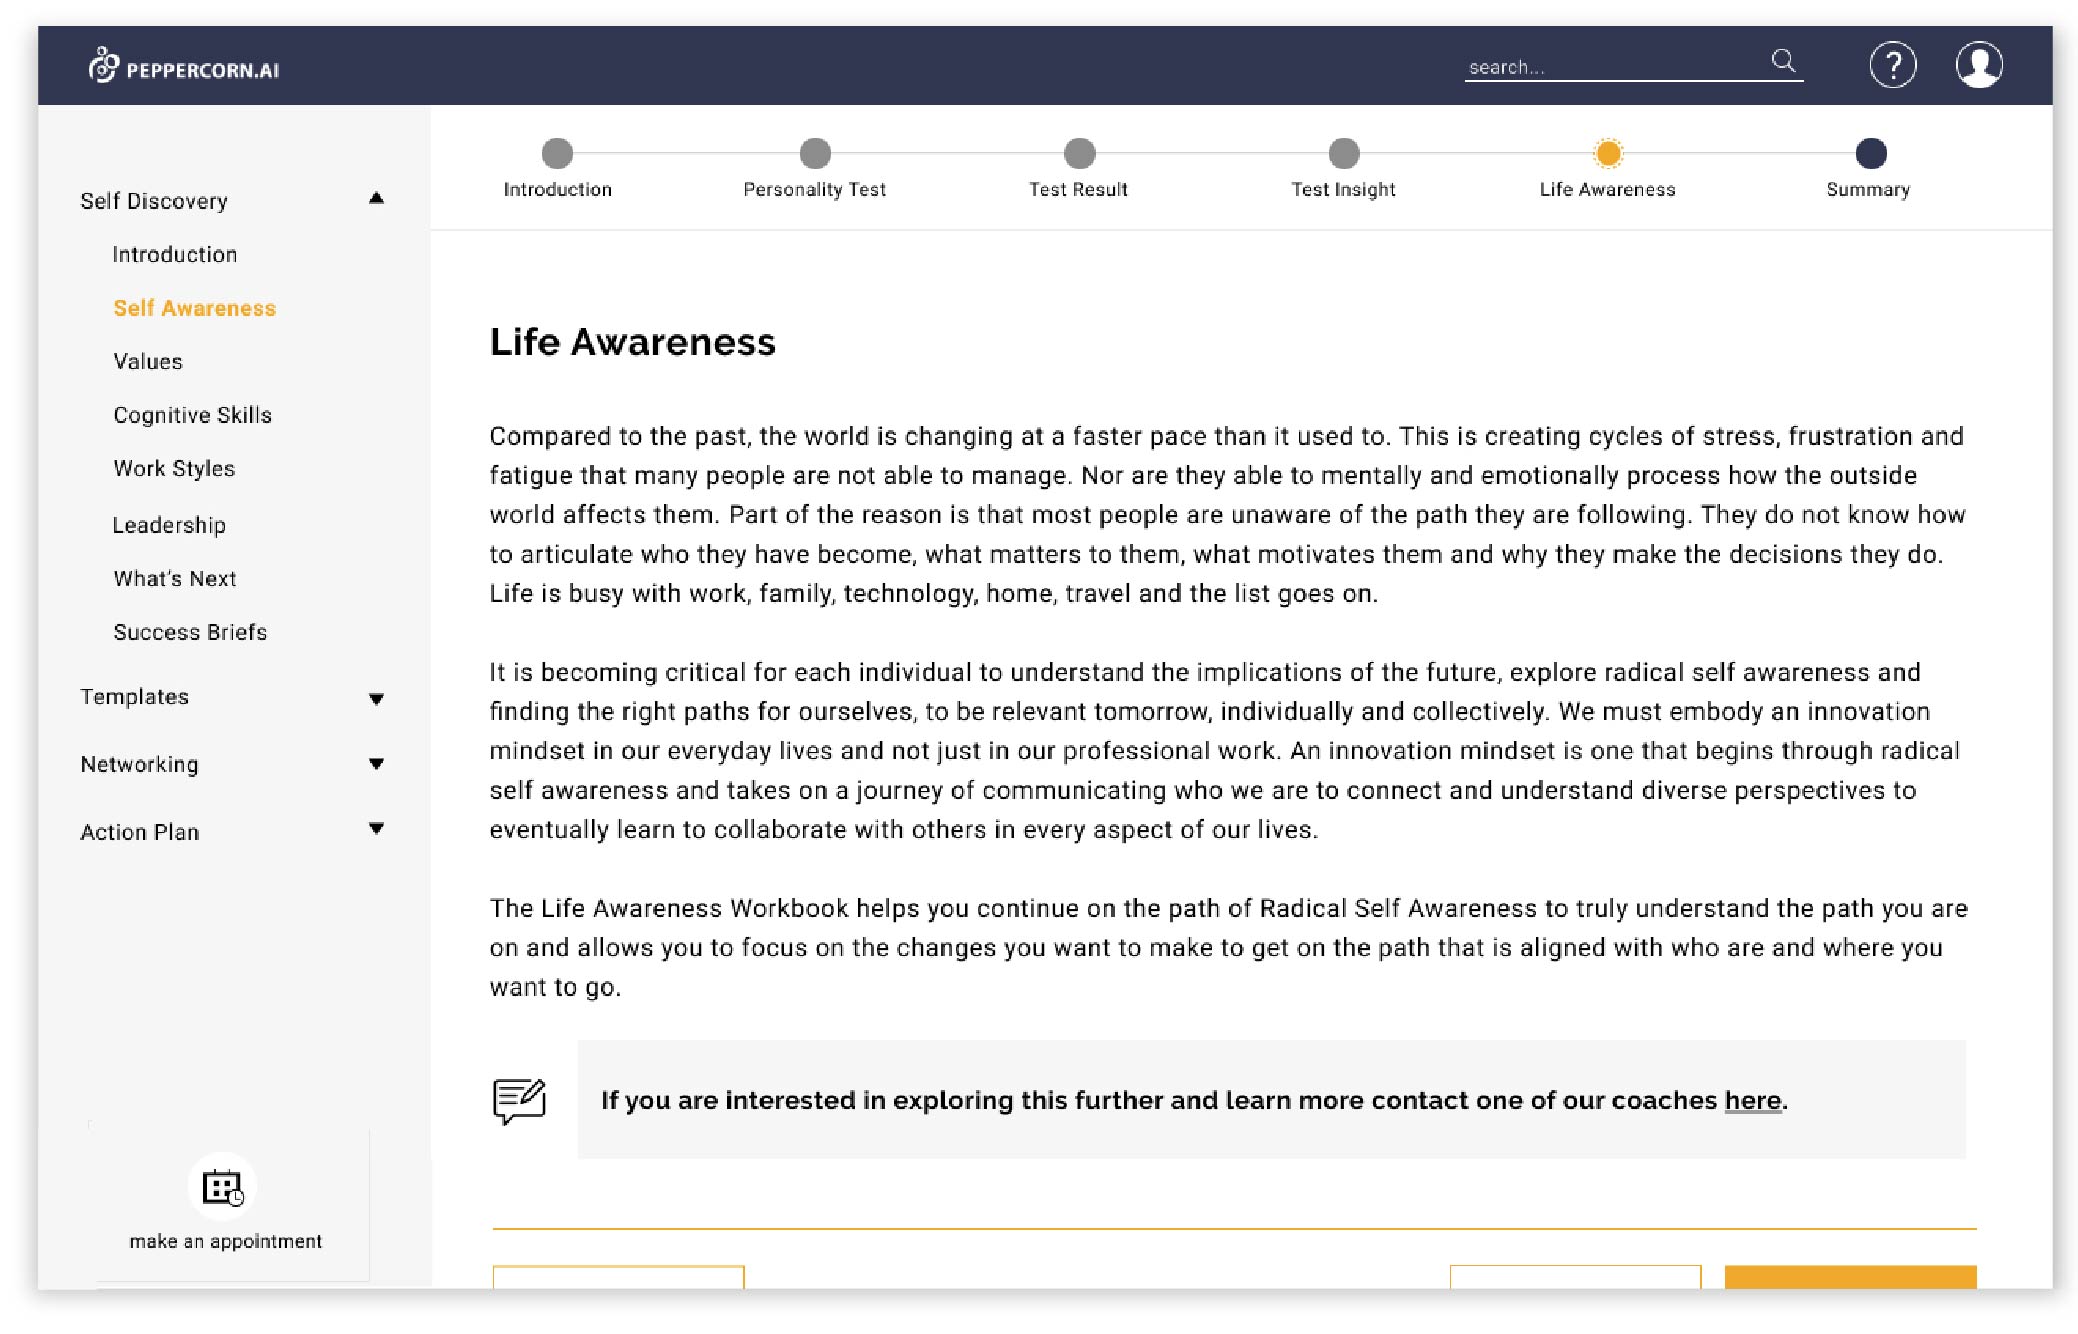 PEPPERCORN.AI
search...
?
Introduction
Personality Test
Test Result
Test Insight
Life Awareness
Summary
Self Discovery
Introduction
Self Awareness
Values
Cognitive Skills
Work Styles
Leadership
What's Next
Success Briefs
Templates
Networking
Action Plan
make an appointment
Life Awareness
Compared to the past, the world is changing at a faster pace than it used to. This is creating cycles of stress, frustration and
fatigue that many people are not able to manage. Nor are they able to mentally and emotionally process how the outside
world affects them. Part of the reason is that most people are unaware of the path they are following. They do not know how
to articulate who they have become, what matters to them, what motivates them and why they make the decisions they do.
Life is busy with work, family, technology, home, travel and the list goes on.
It is becoming critical for each individual to understand the implications of the future, explore radical self awareness and
finding the right paths for ourselves, to be relevant tomorrow, individually and collectively. We must embody an innovation
mindset in our everyday lives and not just in our professional work. An innovation mindset is one that begins through radical
self awareness and takes on a journey of communicating who we are to connect and understand diverse perspectives to
eventually learn to collaborate with others in every aspect of our lives.
The Life Awareness Workbook helps you continue on the path of Radical Self Awareness to truly understand the path you are
on and allows you to focus on the changes you want to make to get on the path that is aligned with who are and where you
want to go.
If you are interested in exploring this further and learn more contact one of our coaches here.